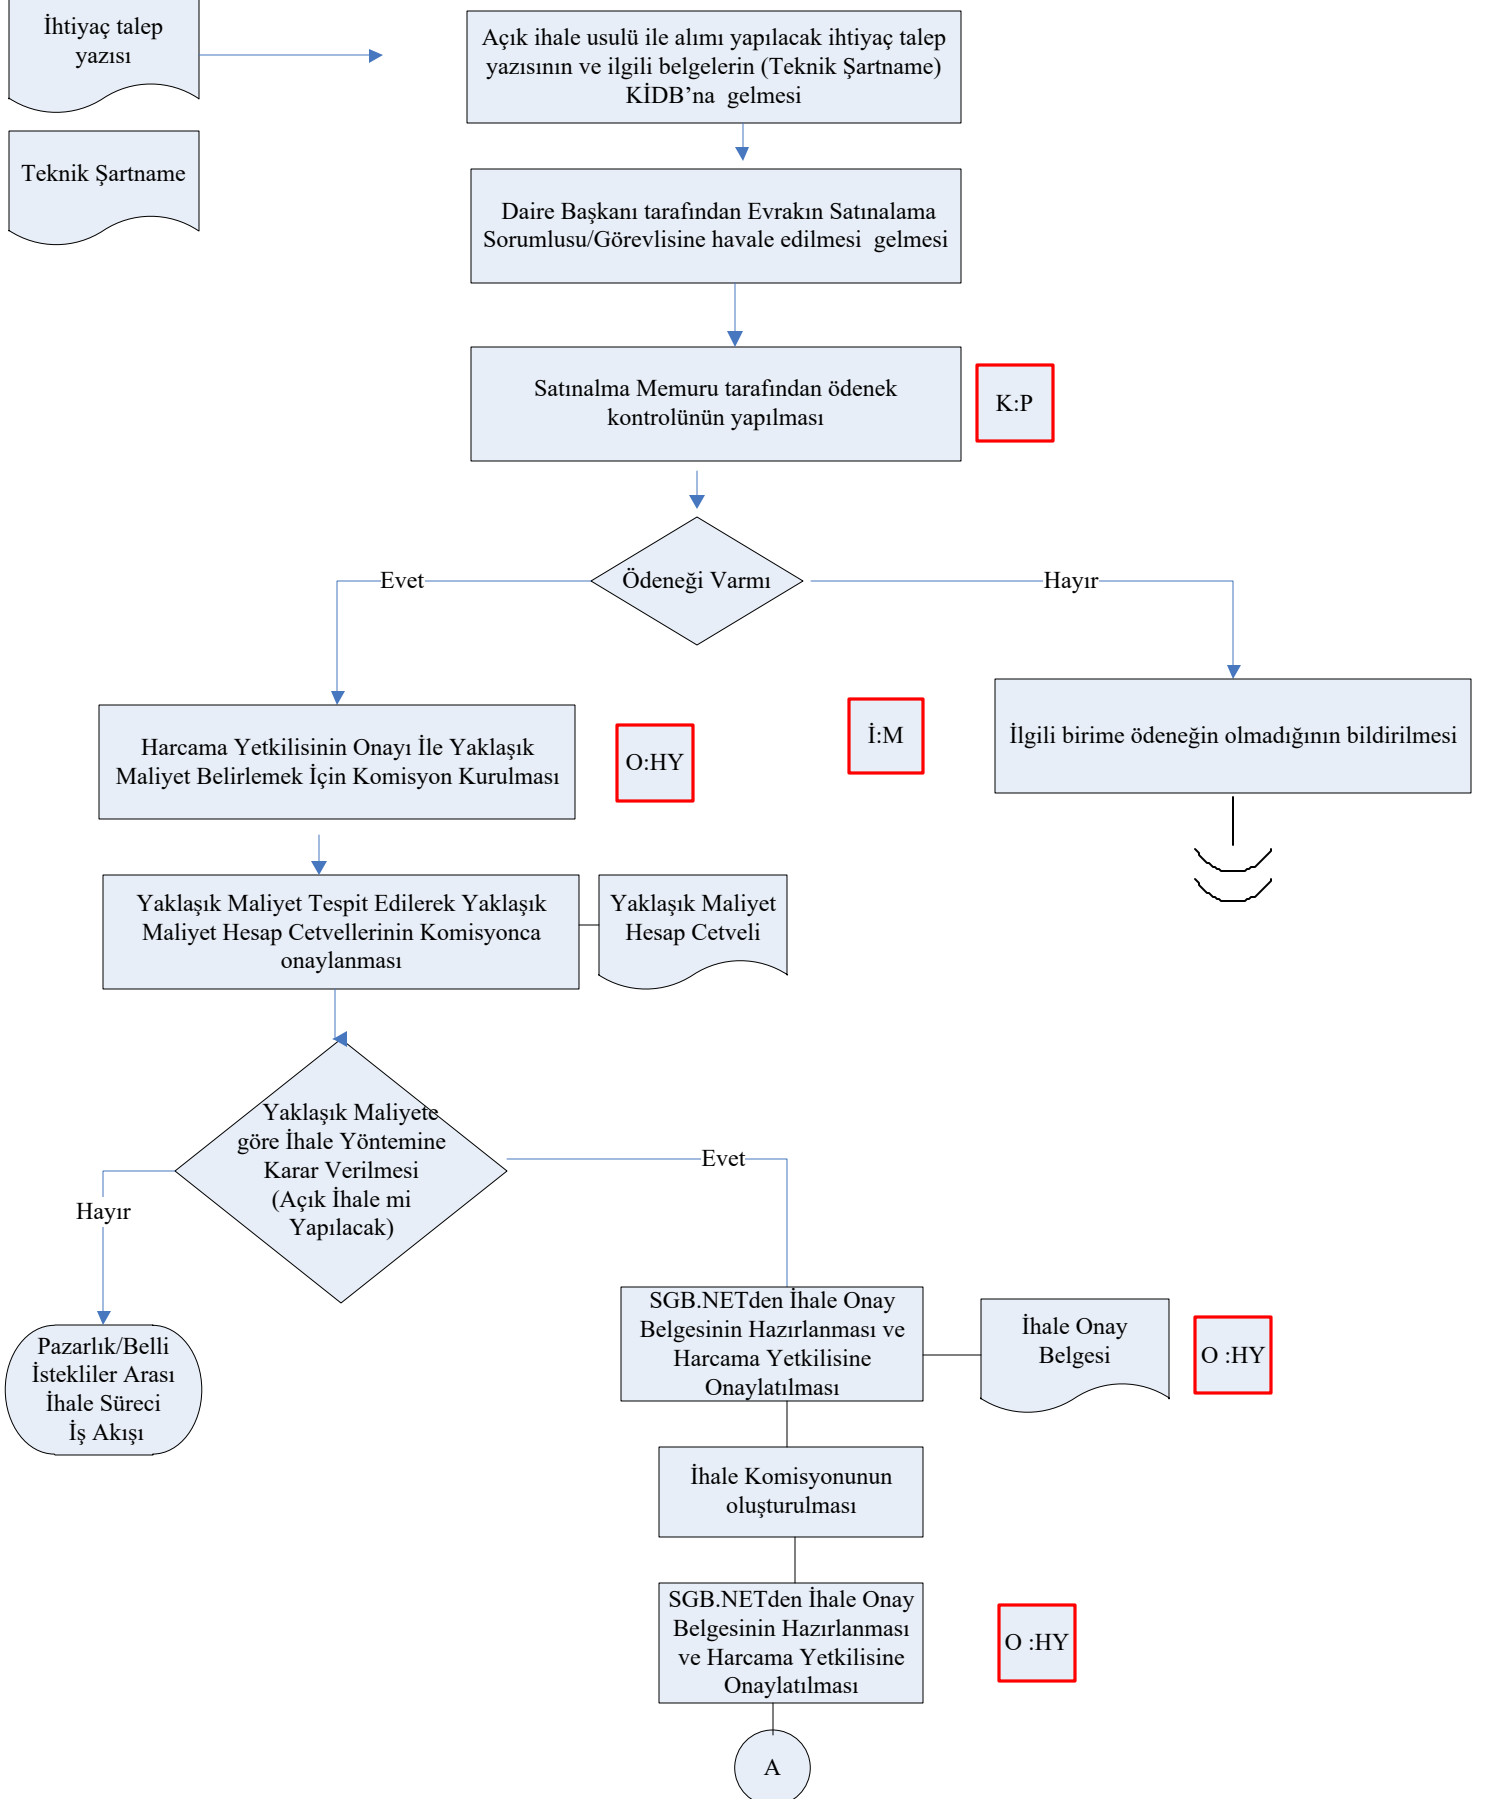 İhtiyaç talep
yazısı
Açık ihale usulü ile alımı yapılacak ihtiyaç talep
yazısının ve ilgili belgelerin (Teknik Şartname)
KİDB’na  gelmesi
Teknik Şartname
Daire Başkanı tarafından Evrakın Satınalama
Sorumlusu/Görevlisine havale edilmesi  gelmesi
Satınalma Memuru tarafından ödenek
kontrolünün yapılması
K:P
Ödeneği Varmı
Evet
Hayır
Harcama Yetkilisinin Onayı İle Yaklaşık
Maliyet Belirlemek İçin Komisyon Kurulması
O:HY
İ:M
İlgili birime ödeneğin olmadığının bildirilmesi
Yaklaşık Maliyet Tespit Edilerek Yaklaşık
Maliyet Hesap Cetvellerinin Komisyonca
onaylanması
Yaklaşık Maliyet
Hesap Cetveli
Yaklaşık Maliyete
göre İhale Yöntemine
Karar Verilmesi
(Açık İhale mi
Yapılacak)
Evet
Hayır
Pazarlık/Belli
İstekliler Arası
İhale Süreci
İş Akışı
SGB.NETden İhale Onay
Belgesinin Hazırlanması ve
Harcama Yetkilisine
Onaylatılması
İhale Onay
Belgesi
O :HY
İhale Komisyonunun
oluşturulması
SGB.NETden İhale Onay
Belgesinin Hazırlanması
ve Harcama Yetkilisine
Onaylatılması
O :HY
A